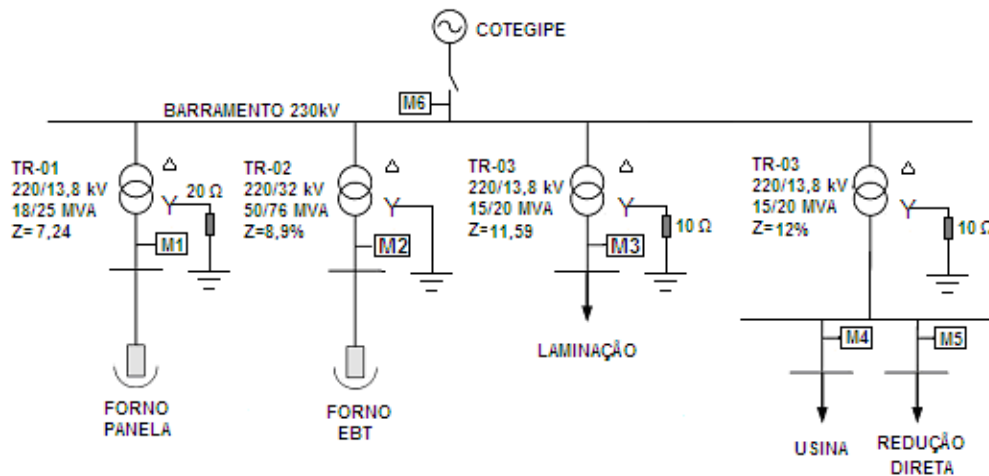 COTEGIPE
M6
BARRAMENTO 230kV
TR-01
220/13,8 kV
18/25 MVA
Z= 7,24
Δ
20 Ω
M1
FORNO
PANELA
TR-02
220/32 kV
50/76 MVA
Z=8,9%
Δ
M2
FORNO
EBT
TR-03
220/13,8 kV
15/20 MVA
Z=11,59
Δ
10 Ω
M3
LAMINAÇÃO
TR-03
220/13,8 kV
15/20 MVA
Z=12%
Δ
10 Ω
M4
M5
USINA
REDUÇÃO
DIRETA